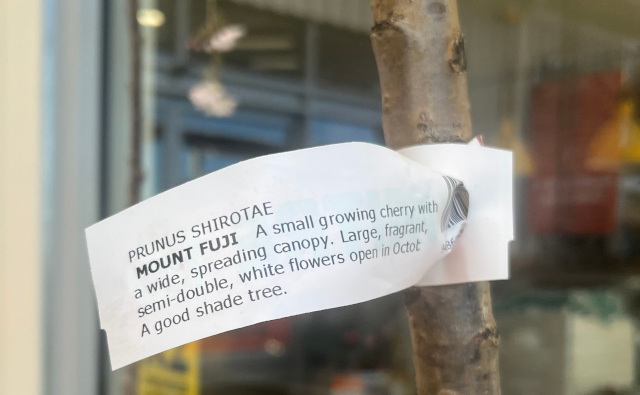 PRUNUS SHIROTAE
MOUNT FUJI A small growing cherry with
a wide, spreading canopy. Large, fragrant,
semi-double, white flowers open in Octob
A good shade tree.